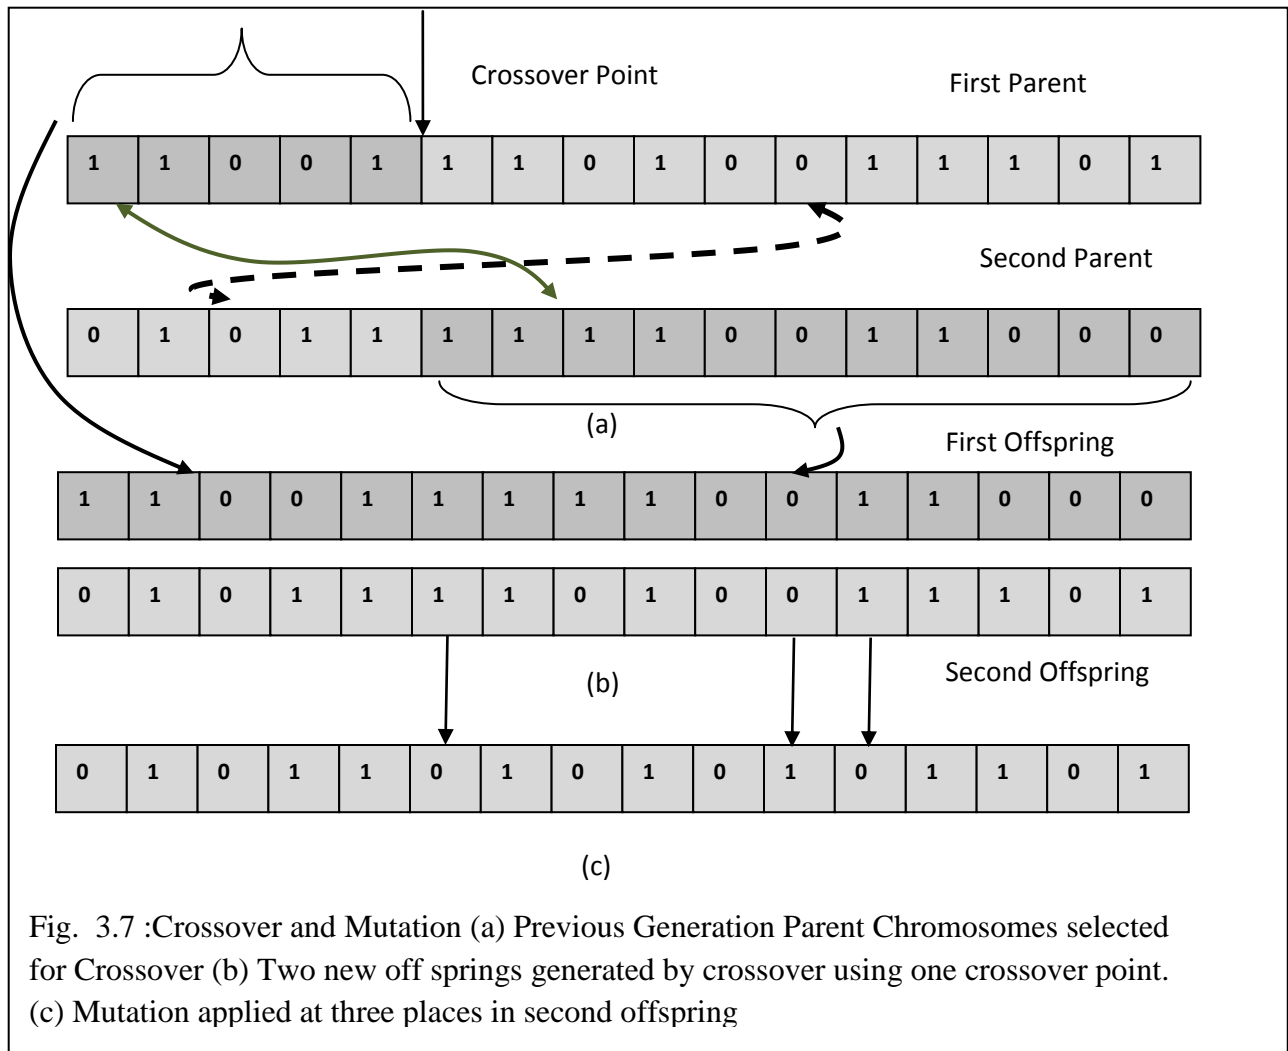 Crossover Point
First Parent
1 1 0 0 1 1 1 0 1 0 0 1 1 1 0 1
Second Parent
0 1 0 1 1 1 1 1 1 0 0 1 1 0 0 0
(a)
First Offspring
1 1 0 0 1 1 1 1 1 0 0 1 1 0 0 0
0 1 0 1 1 1 1 0 1 0 0 1 1 1 0 1
(b)
Second Offspring
0 1 0 1 1 0 1 0 1 0 1 0 1 1 0 1
(c)
Fig. 3.7 :Crossover and Mutation (a) Previous Generation Parent Chromosomes selected
for Crossover (b) Two new off springs generated by crossover using one crossover point.
(c) Mutation applied at three places in second offspring